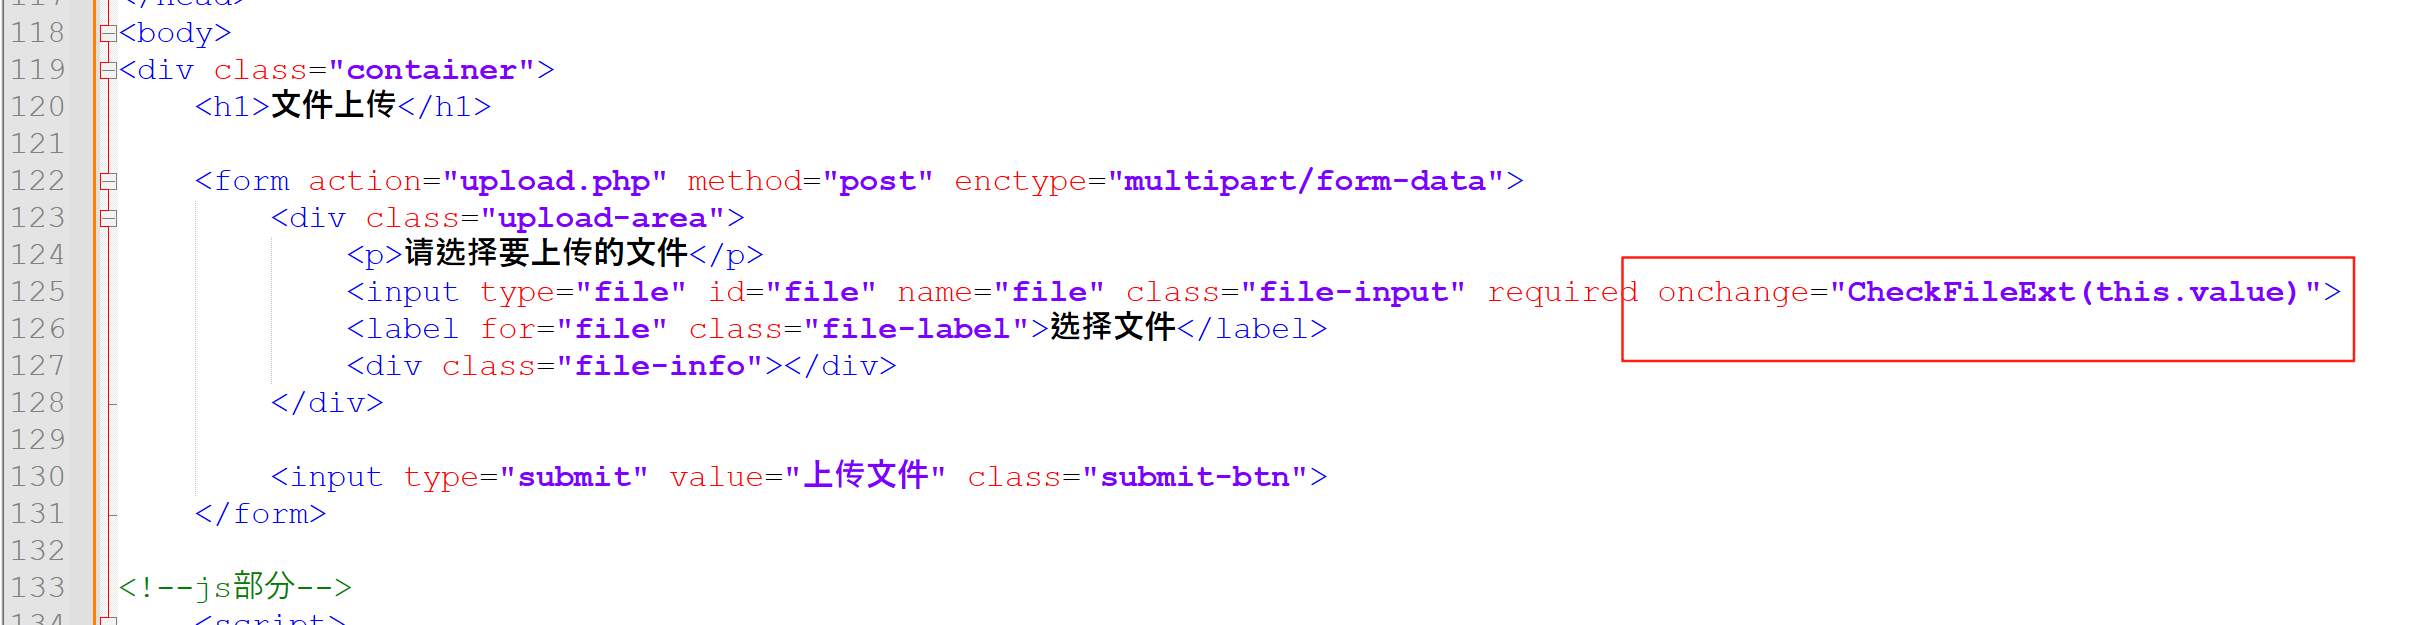 117 </head>
118 <body>
119 <div class="container">
120 <h1>文件上传</h1>
121
122 <form action="upload.php" method="post" enctype="multipart/form-data">
123 <div class="upload-area">
124 <p>请选择要上传的文件</p>
125 <input type="file" id="file" name="file" class="file-input" required onchange="CheckFileExt(this.value)">
126 <label for="file" class="file-label">选择文件</label>
127 <div class="file-info"></div>
128 </div>
129
130 <input type="submit" value="上传文件" class="submit-btn">
131 </form>
132
133 <!--js部分-->
134 <script>